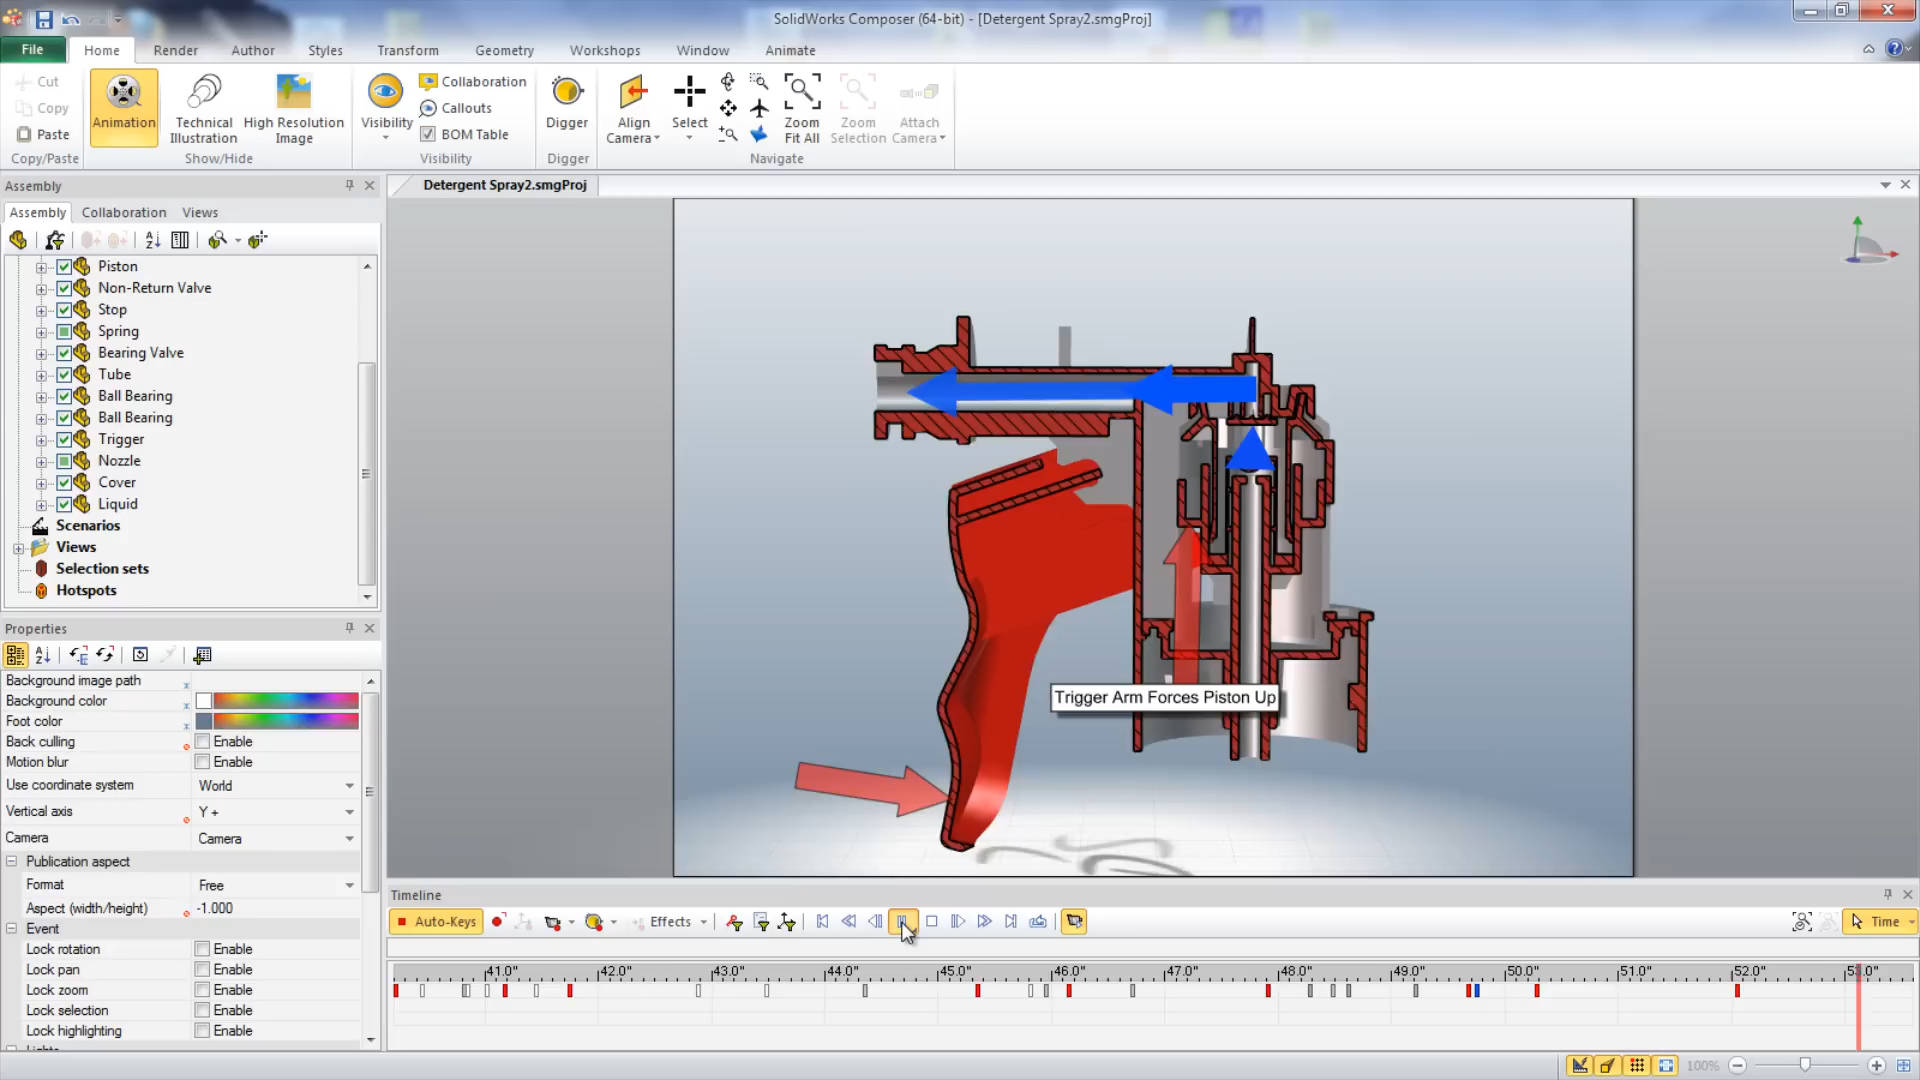 SolidWorks Composer (64-bit) - [Detergent Spray2.smgProj]
File Home Render Author Styles Transform Geometry Workshops Window Animate
Cut
Copy
Paste
Copy/Paste
Animation
Technical Illustration
High Resolution Image
Show/Hide
Visibility
Collaboration
Callouts
BOM Table
Visibility
Digger
Digger
Align Camera
Select
Zoom Fit All
Zoom Selection
Attach Camera
Navigate
Assembly
Detergent Spray2.smgProj
Assembly Collaboration Views
Piston
Non-Return Valve
Stop
Spring
Bearing Valve
Tube
Ball Bearing
Ball Bearing
Trigger
Nozzle
Cover
Liquid
Scenarios
Views
Selection sets
Hotspots
Trigger Arm Forces Piston Up
Properties
Background image path
Background color
Foot color
Back culling Enable
Motion blur Enable
Use coordinate system World
Vertical axis Y +
Camera Camera
Publication aspect
Format Free
Aspect (width/height) -1.000
Event
Lock rotation Enable
Lock pan Enable
Lock zoom Enable
Lock selection Enable
Lock highlighting Enable
Timeline
Auto-Keys Effects Time
41.0" 42.0" 43.0" 44.0" 45.0" 46.0" 47.0" 48.0" 49.0" 50.0" 51.0" 52.0" 53.0"
100%